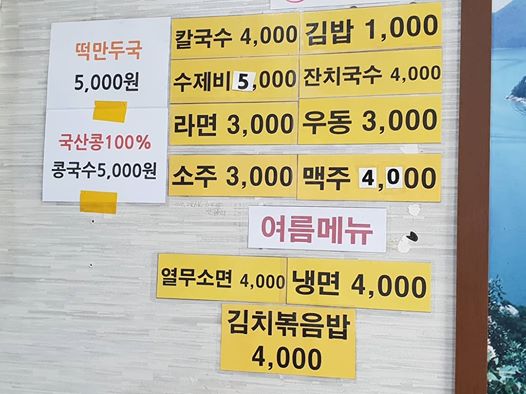 떡만두국
5,000원
국산콩100%
콩국수5,000원
칼국수 4,000
김밥 1,000
수제비 5,000
잔치국수 4,000
라면 3,000
우동 3,000
소주 3,000
맥주 4,000
여름메뉴
열무소면 4,000
냉면 4,000
김치볶음밥
4,000